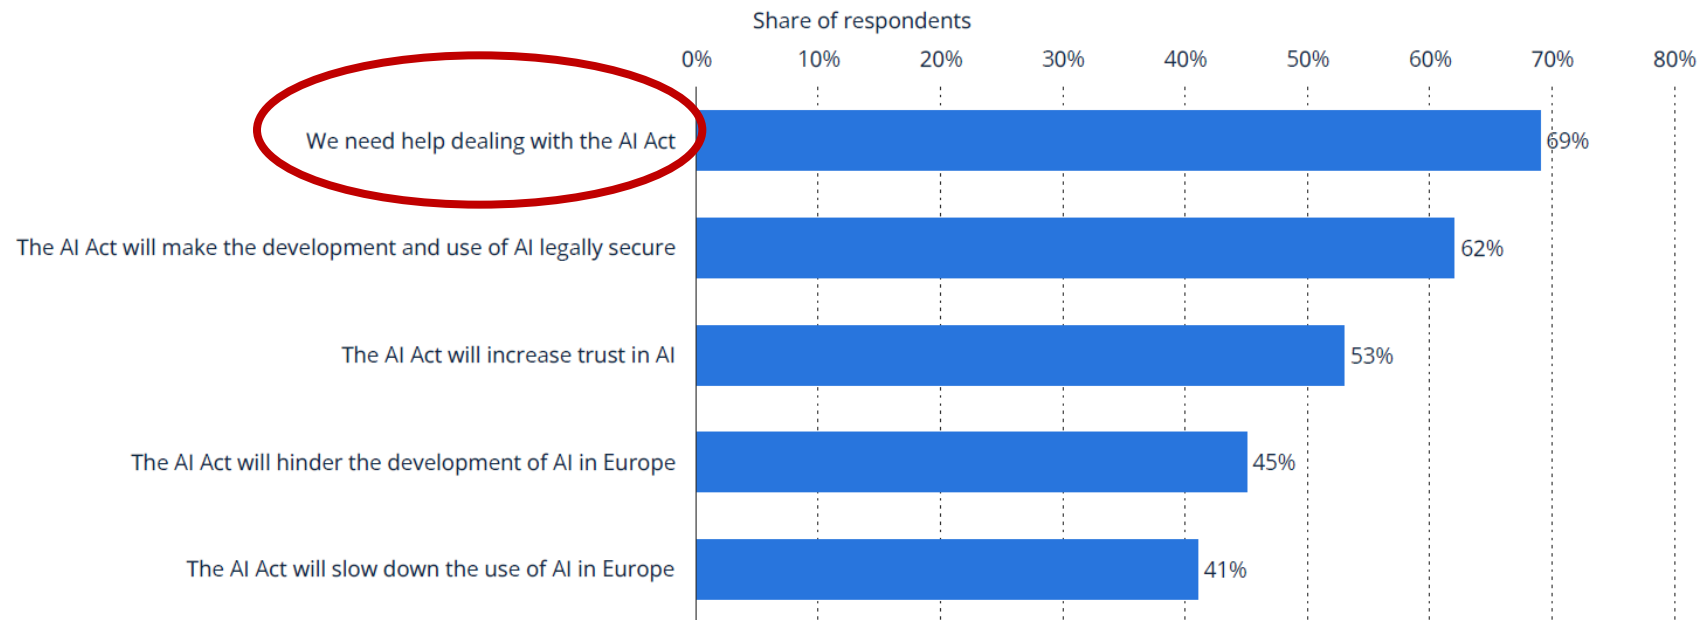 Share of respondents
0% 10% 20% 30% 40% 50% 60% 70% 80%
We need help dealing with the AI Act 69%
The AI Act will make the development and use of AI legally secure 62%
The AI Act will increase trust in AI 53%
The AI Act will hinder the development of AI in Europe 45%
The AI Act will slow down the use of AI in Europe 41%